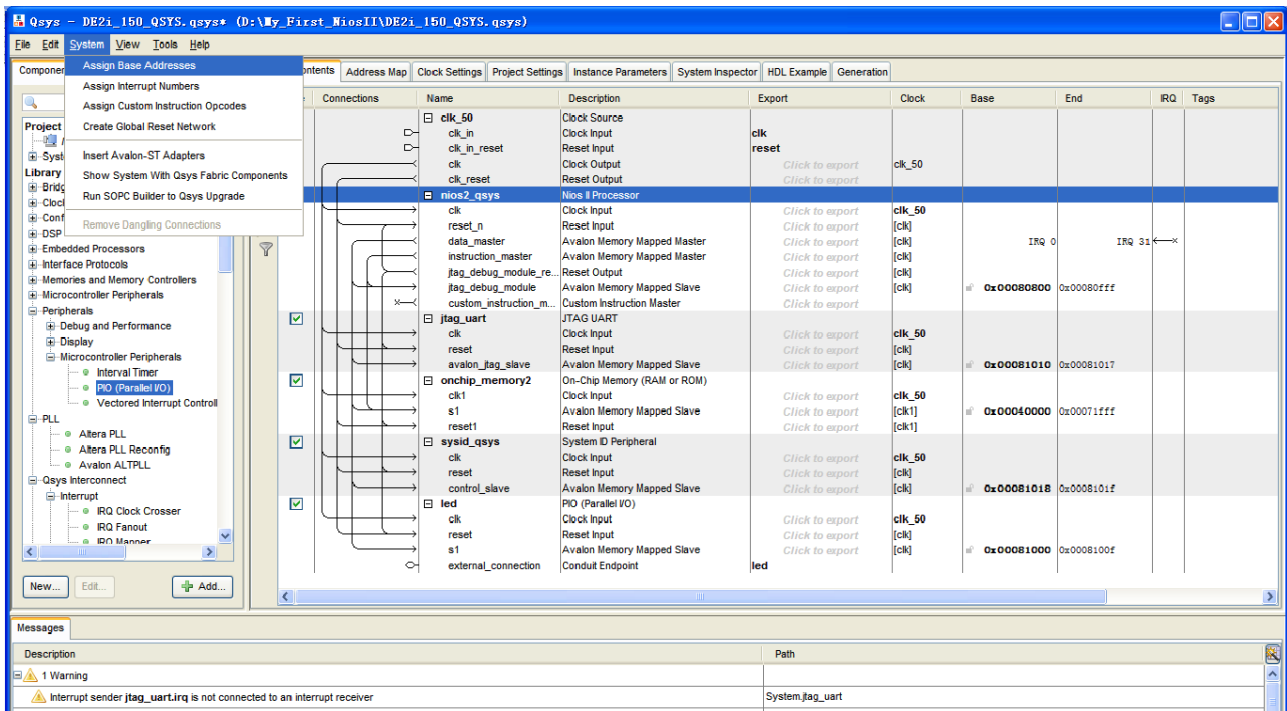 Qsys - DE2i_150_QSYS.qsys* (D:\My_First_NiosII\DE2i_150_QSYS.qsys)
File Edit System View Tools Help
Assign Base Addresses
Assign Interrupt Numbers
Assign Custom Instruction Opcodes
Create Global Reset Network
Insert Avalon-ST Adapters
Show System With Qsys Fabric Components
Run SOPC Builder to Qsys Upgrade
Remove Dangling Connections
Address Map Clock Settings Project Settings Instance Parameters System Inspector HDL Example Generation
Connections Name Description Export Clock Base End IRQ Tags
Project
Library
Embedded Processors
Interface Protocols
Memories and Memory Controllers
Microcontroller Peripherals
Peripherals
Debug and Performance
Display
Microcontroller Peripherals
Interval Timer
PIO (Parallel I/O)
Vectored Interrupt Controll
PLL
Altera PLL
Altera PLL Reconfig
Avalon ALTPLL
Qsys Interconnect
Interrupt
IRQ Clock Crosser
IRQ Fanout
IRQ Mapper
New... Edit... Add...
clk_50 Clock Source
clk_in Clock Input clk
clk_in_reset Reset Input reset
clk Clock Output Click to export clk_50
clk_reset Reset Output Click to export
nios2_qsys Nios II Processor
clk Clock Input Click to export clk_50
reset_n Reset Input Click to export [clk]
data_master Avalon Memory Mapped Master Click to export [clk] IRQ 0 IRQ 31
instruction_master Avalon Memory Mapped Master Click to export [clk]
jtag_debug_module_re... Reset Output Click to export [clk]
jtag_debug_module Avalon Memory Mapped Slave Click to export [clk] 0x00080800 0x00080fff
custom_instruction_m... Custom Instruction Master Click to export
jtag_uart JTAG UART
clk Clock Input Click to export clk_50
reset Reset Input Click to export [clk]
avalon_jtag_slave Avalon Memory Mapped Slave Click to export [clk] 0x00081010 0x00081017
onchip_memory2 On-Chip Memory (RAM or ROM)
clk1 Clock Input Click to export clk_50
s1 Avalon Memory Mapped Slave Click to export [clk1] 0x00040000 0x00071fff
reset1 Reset Input Click to export [clk1]
sysid_qsys System ID Peripheral
clk Clock Input Click to export clk_50
reset Reset Input Click to export [clk]
control_slave Avalon Memory Mapped Slave Click to export [clk] 0x00081018 0x0008101f
led PIO (Parallel I/O)
clk Clock Input Click to export clk_50
reset Reset Input Click to export [clk]
s1 Avalon Memory Mapped Slave Click to export [clk] 0x00081000 0x0008100f
external_connection Conduit Endpoint led
Messages
Description Path
1 Warning
Interrupt sender jtag_uart.irq is not connected to an interrupt receiver System.jtag_uart